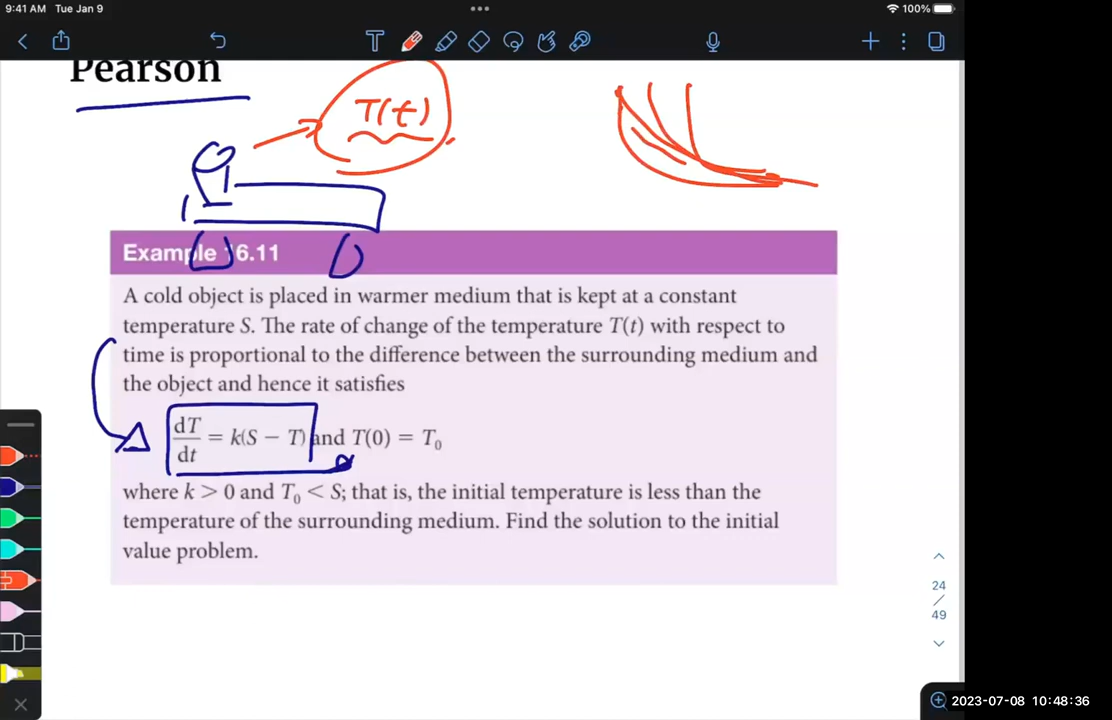 9:41 AM Tue Jan 9
100%
Pearson
T(t)
Example 16.11
A cold object is placed in warmer medium that is kept at a constant
temperature S. The rate of change of the temperature T(t) with respect to
time is proportional to the difference between the surrounding medium and
the object and hence it satisfies
dT/dt = k(S − T) and T(0) = T₀
where k > 0 and T₀ < S; that is, the initial temperature is less than the
temperature of the surrounding medium. Find the solution to the initial
value problem.
24
/
49
2023-07-08 10:48:36